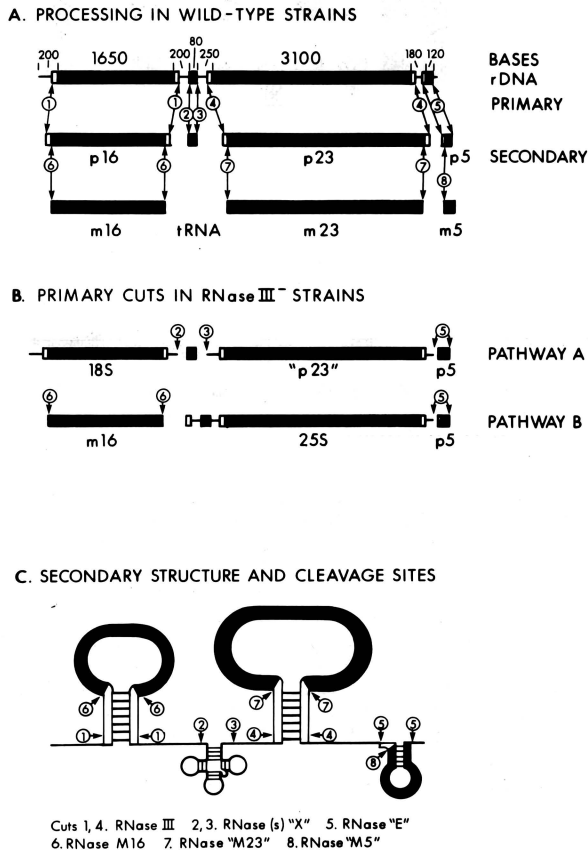 A. PROCESSING IN WILD-TYPE STRAINS
200 1650 200 80 250 3100 180 120 BASES
rDNA
PRIMARY
1 1 2 3 4 4 5
p16 p23 p5 SECONDARY
6 6 7 7 8
m16 tRNA m23 m5
B. PRIMARY CUTS IN RNase III⁻ STRAINS
2 3 5
18S "p23" p5 PATHWAY A
6 6 5
m16 25S p5 PATHWAY B
C. SECONDARY STRUCTURE AND CLEAVAGE SITES
6 6 7 7
1 1 2 3 4 4 5 5
8
Cuts 1, 4. RNase III 2, 3. RNase (s) "X" 5. RNase "E"
6. RNase M16 7. RNase "M23" 8. RNase "M5"